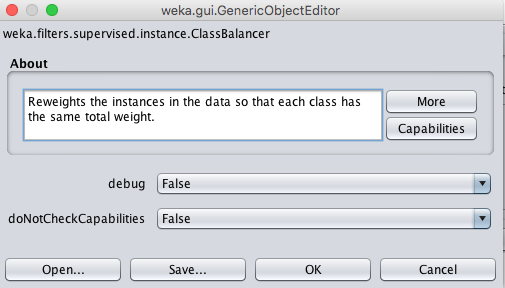 weka.gui.GenericObjectEditor
weka.filters.supervised.instance.ClassBalancer
About
Reweights the instances in the data so that each class has
the same total weight.
More
Capabilities
debug False
doNotCheckCapabilities False
Open... Save... OK Cancel